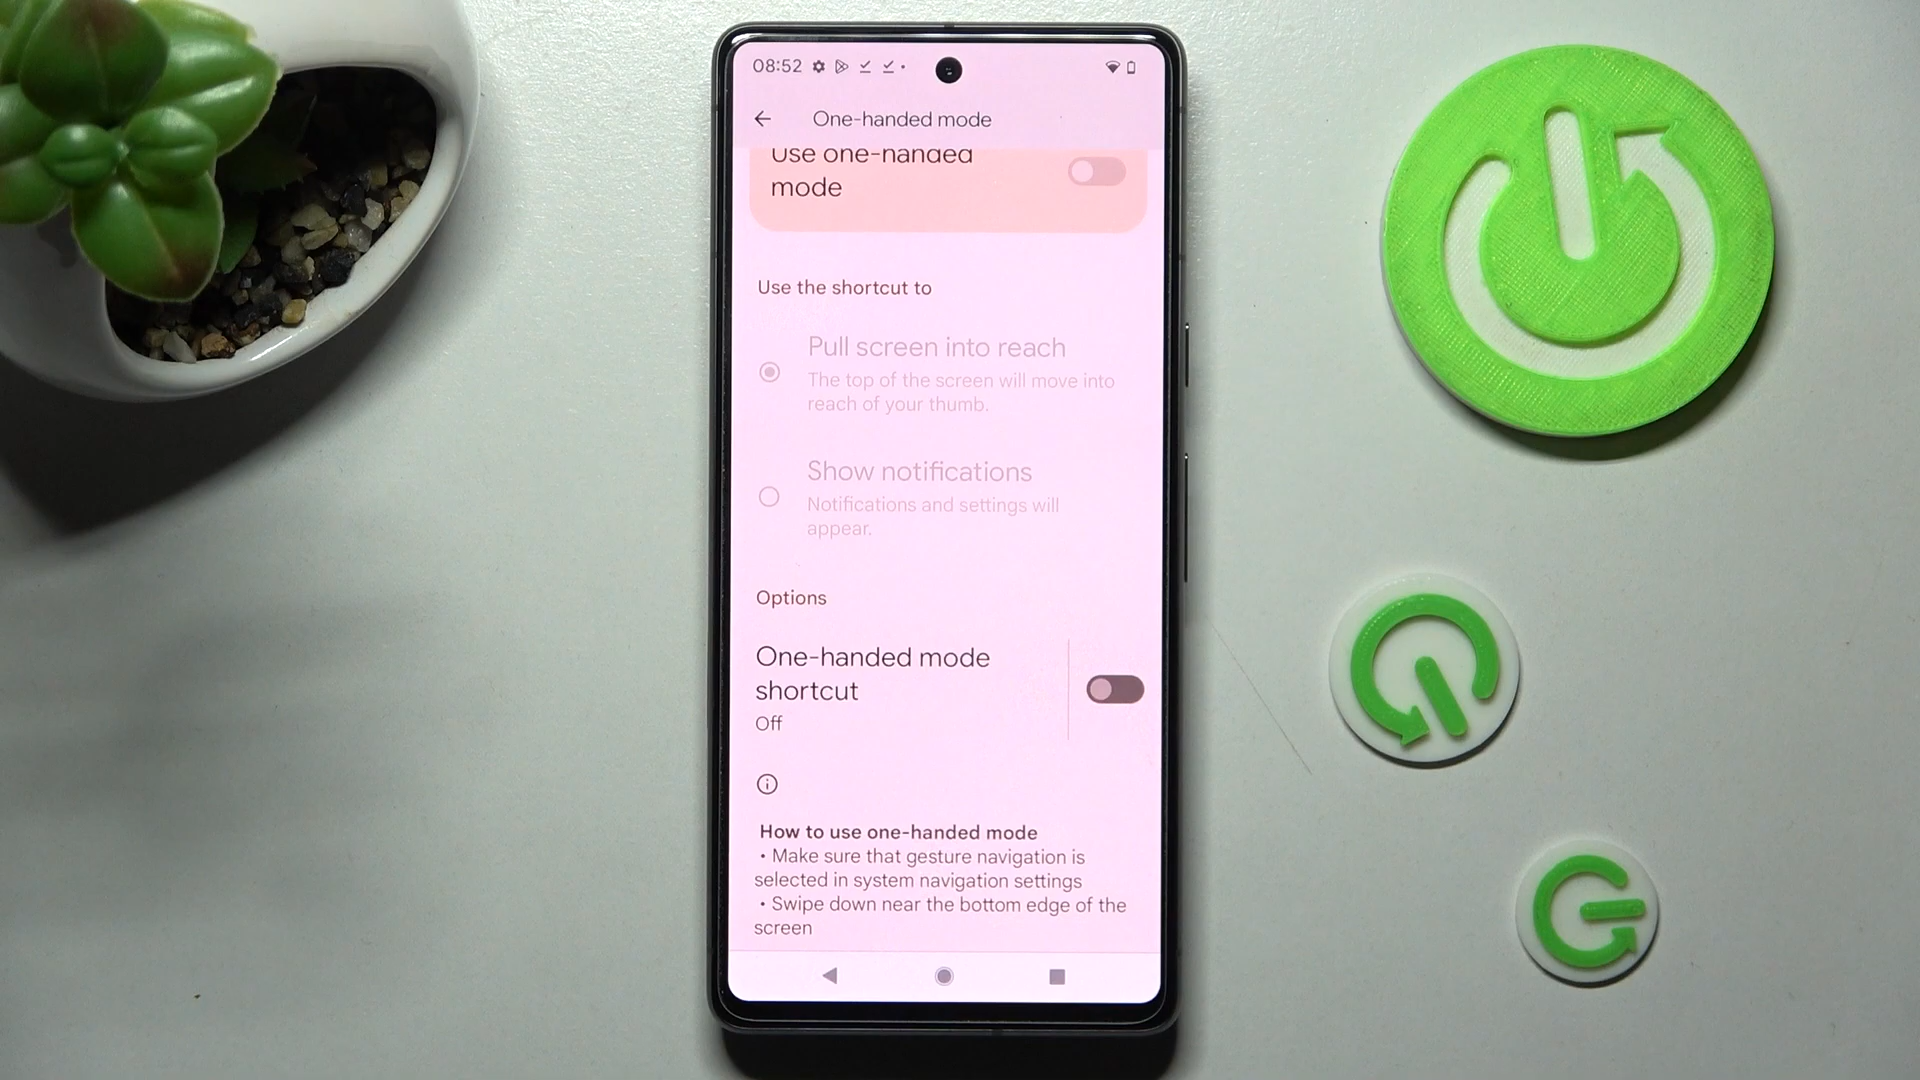 08:52
One-handed mode
Use one-handed
mode
Use the shortcut to
Pull screen into reach
The top of the screen will move into
reach of your thumb.
Show notifications
Notifications and settings will
appear.
Options
One-handed mode
shortcut
Off
How to use one-handed mode
• Make sure that gesture navigation is
selected in system navigation settings
• Swipe down near the bottom edge of the
screen